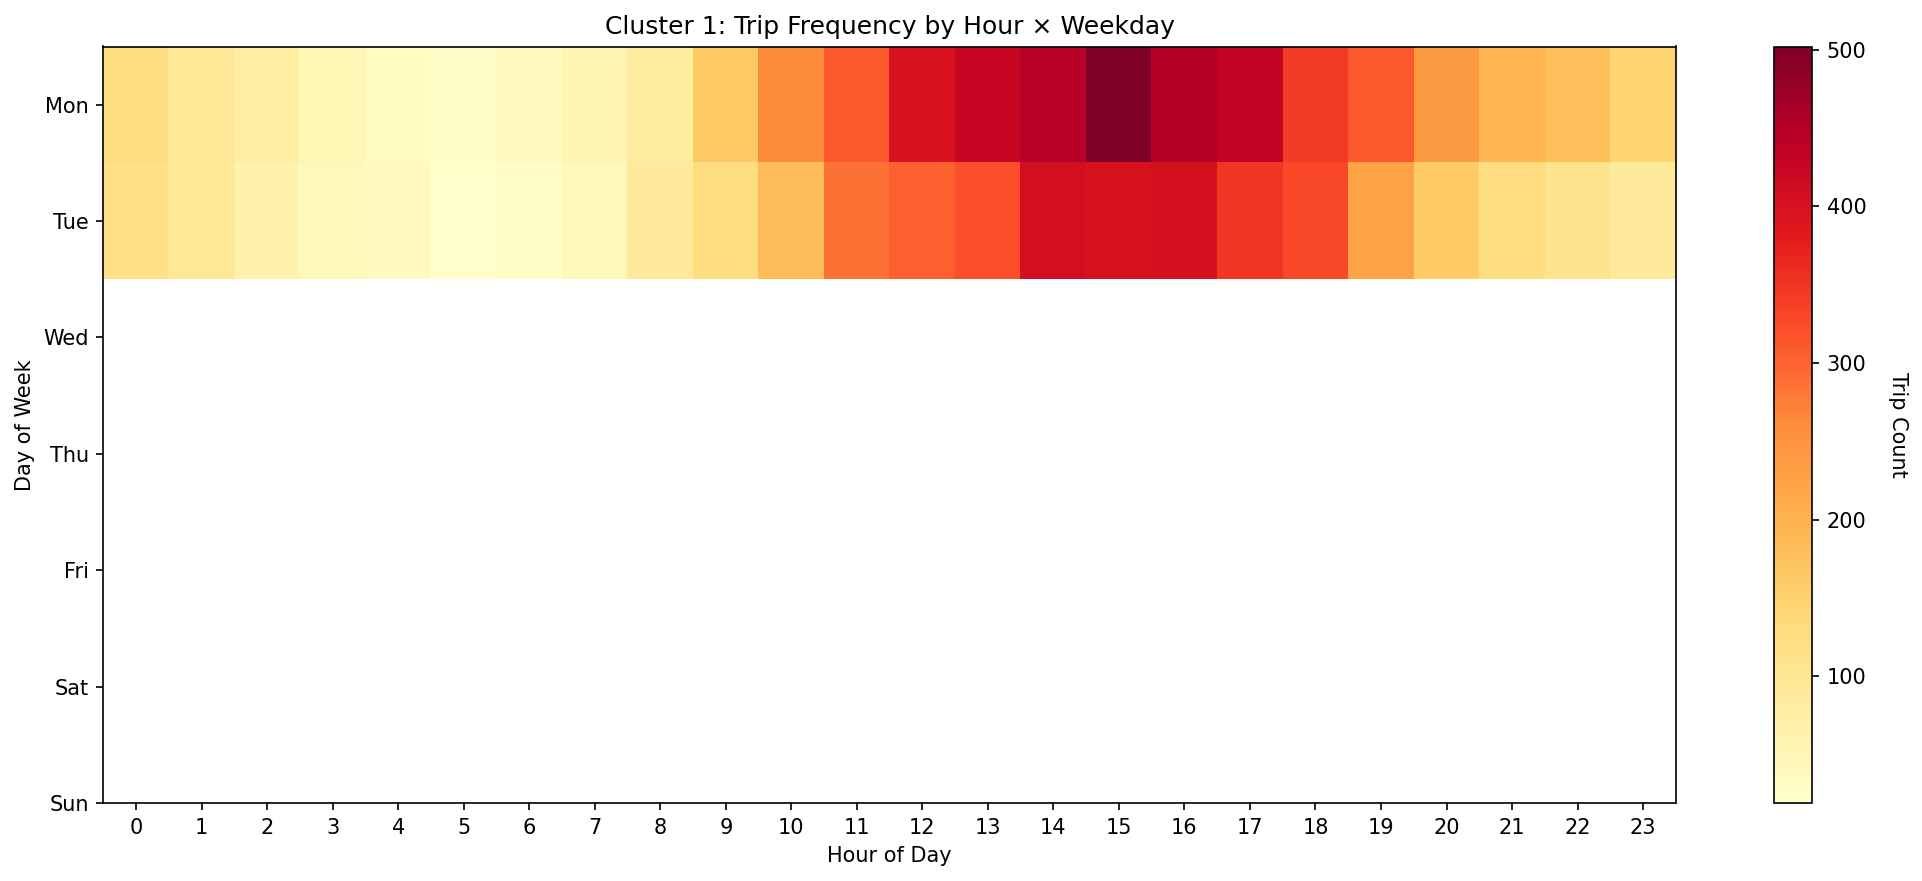 Cluster 1: Trip Frequency by Hour × Weekday
Day of Week
Mon
Tue
Wed
Thu
Fri
Sat
Sun
0 1 2 3 4 5 6 7 8 9 10 11 12 13 14 15 16 17 18 19 20 21 22 23
Hour of Day
500
400
300
200
100
Trip Count